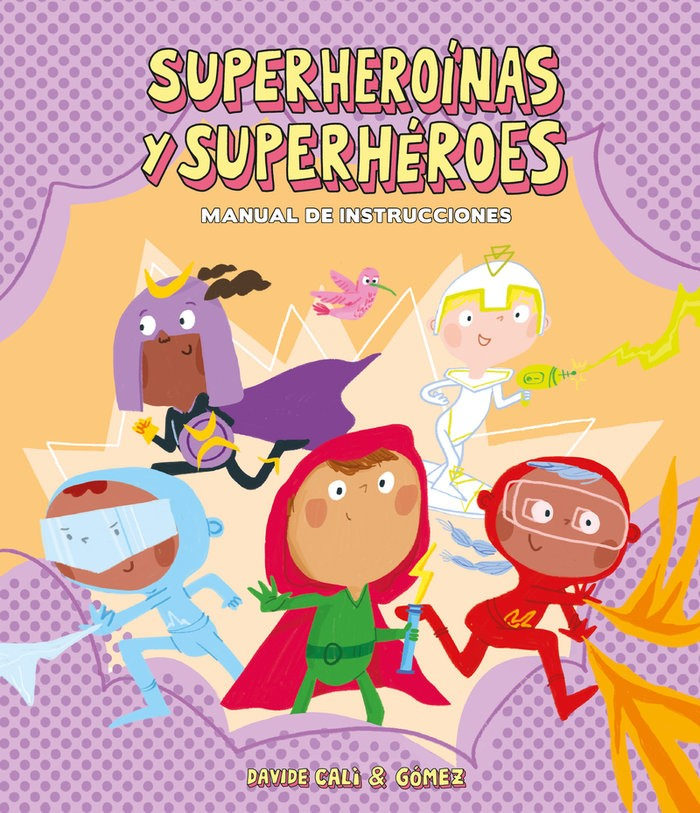 SUPERHEROÍNAS
Y SUPERHÉROES
MANUAL DE INSTRUCCIONES
DAVIDE CALÌ & GÓMEZ